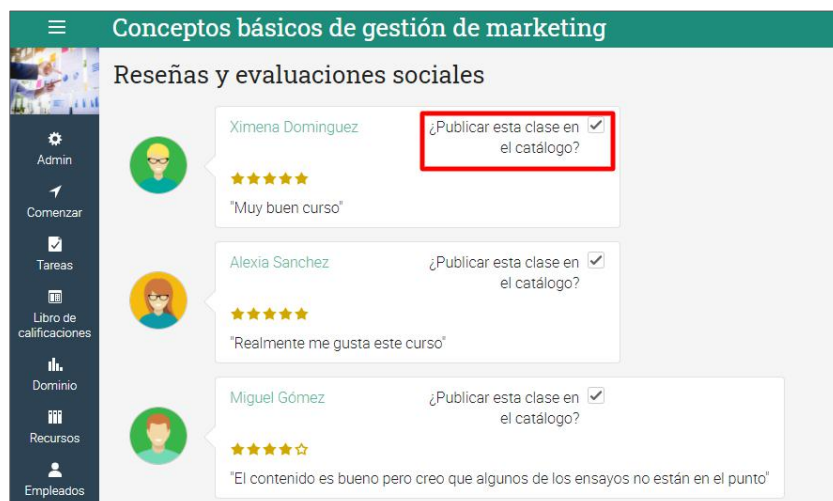 Conceptos básicos de gestión de marketing
Reseñas y evaluaciones sociales
Admin
Comenzar
Tareas
Libro de
calificaciones
Dominio
Recursos
Empleados
Ximena Dominguez
¿Publicar esta clase en
el catálogo?
"Muy buen curso"
Alexia Sanchez
¿Publicar esta clase en
el catálogo?
"Realmente me gusta este curso"
Miguel Gómez
¿Publicar esta clase en
el catálogo?
"El contenido es bueno pero creo que algunos de los ensayos no están en el punto"